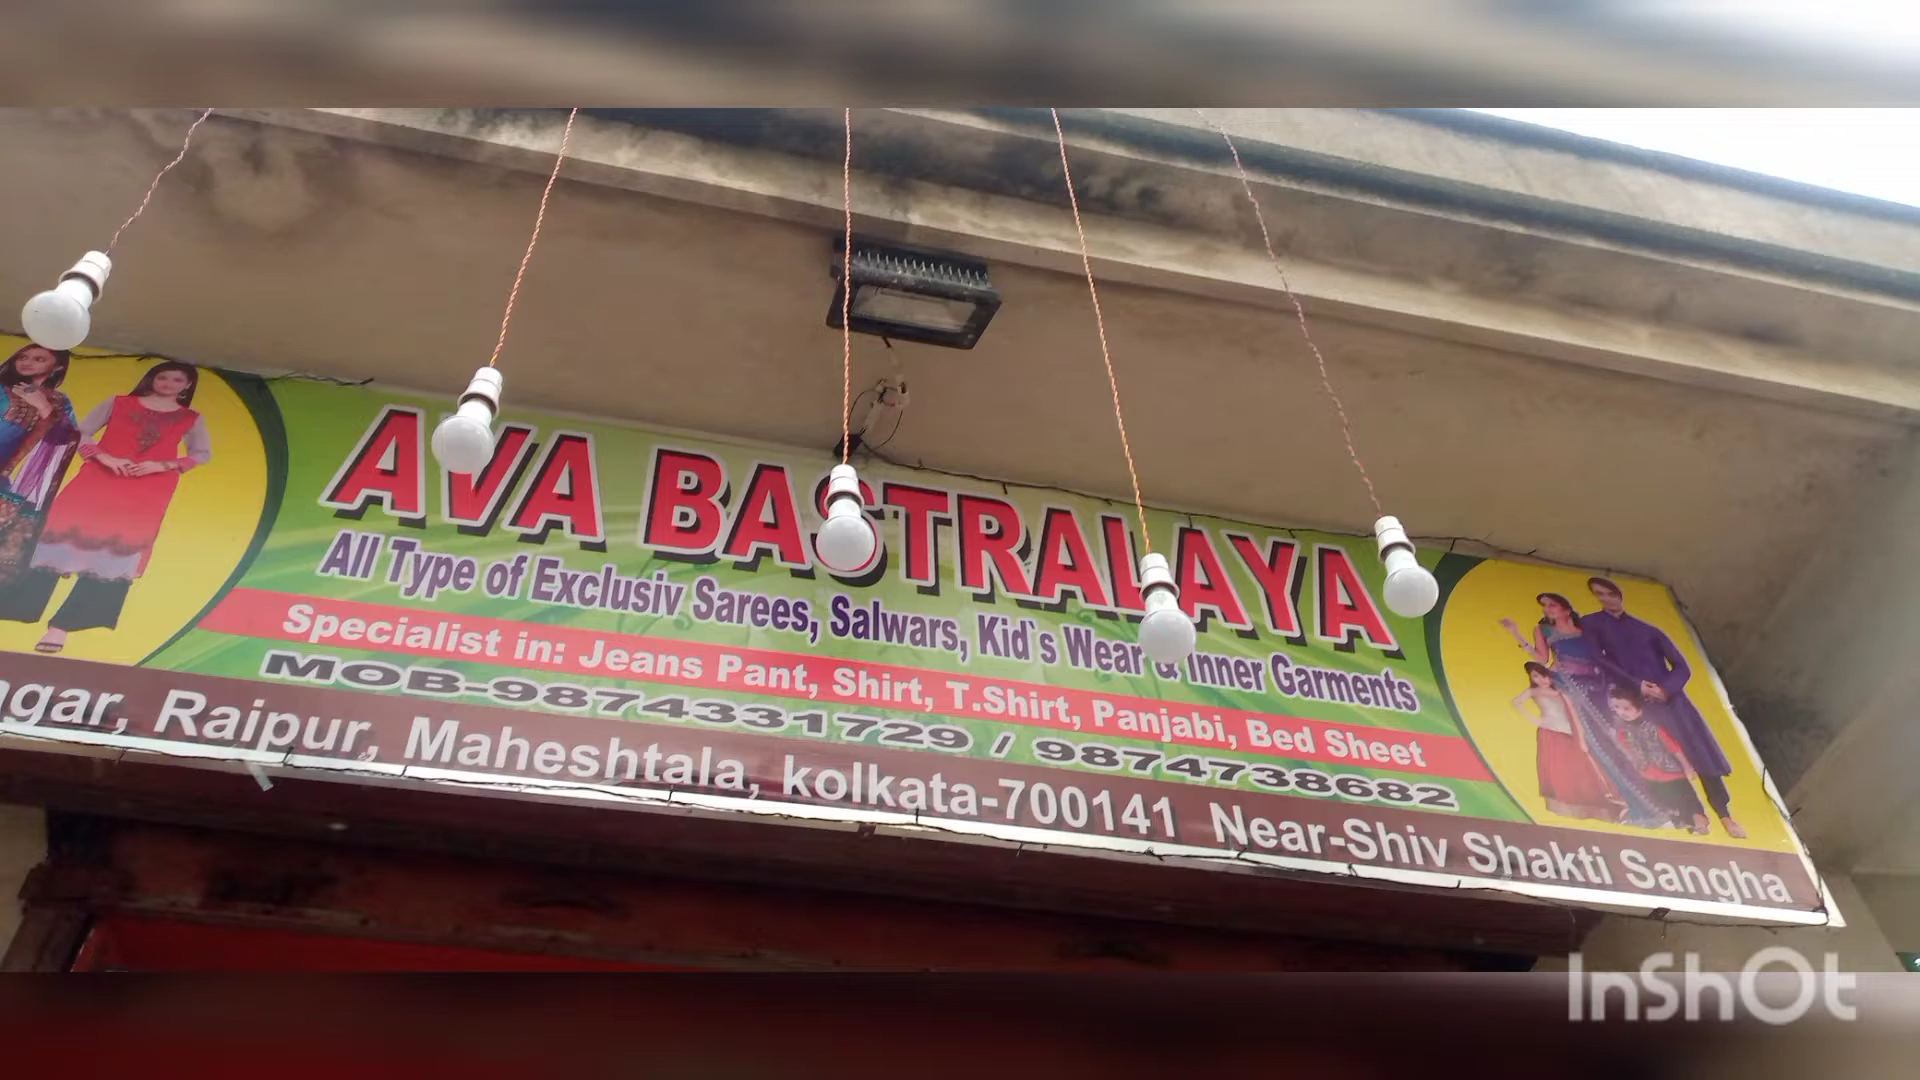 AVA BASTRALAYA
All Type of Exclusiv Sarees, Salwars, Kid`s Wear & Inner Garments
Specialist in: Jeans Pant, Shirt, T.Shirt, Panjabi, Bed Sheet
MOB-9874331729 / 9874738682
Raipur, Maheshtala, kolkata-700141 Near-Shiv Shakti Sangha
InShOt